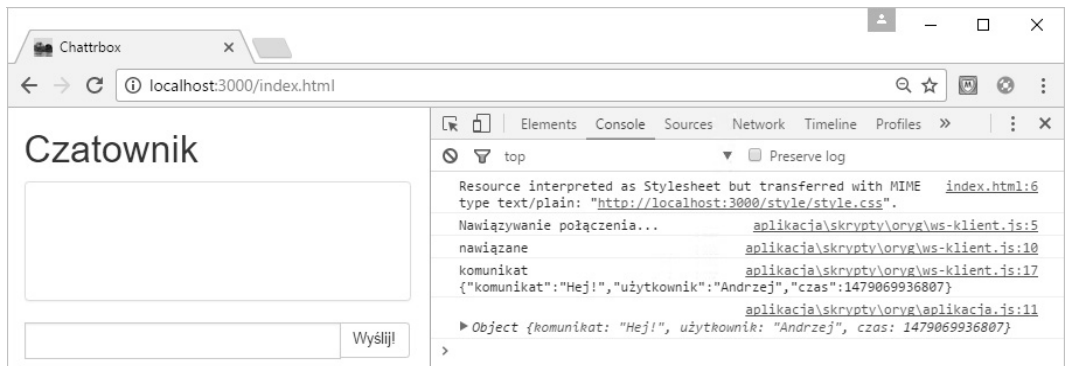 Chattrbox
localhost:3000/index.html
Elements Console Sources Network Timeline Profiles »
top Preserve log
Czatownik
Wyślij!
Resource interpreted as Stylesheet but transferred with MIME index.html:6
type text/plain: "http://localhost:3000/style/style.css".
Nawiązywanie połączenia... aplikacja\skrypty\oryg\ws-klient.js:5
nawiązane aplikacja\skrypty\oryg\ws-klient.js:10
komunikat aplikacja\skrypty\oryg\ws-klient.js:17
{"komunikat":"Hej!","użytkownik":"Andrzej","czas":1479069936807}
aplikacja\skrypty\oryg\aplikacja.js:11
Object {komunikat: "Hej!", użytkownik: "Andrzej", czas: 1479069936807}